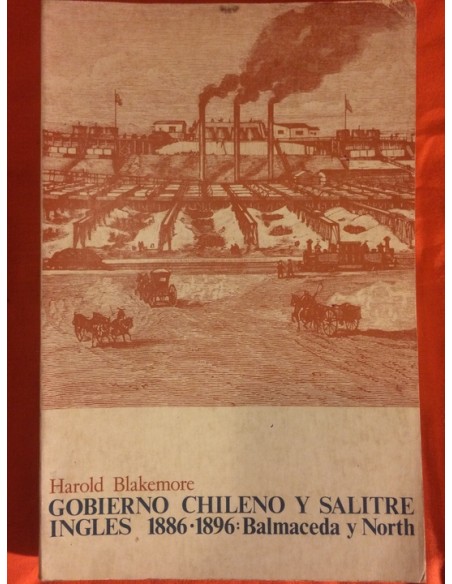 Harold Blakemore
GOBIERNO CHILENO Y SALITRE
INGLES 1886·1896: Balmaceda y North